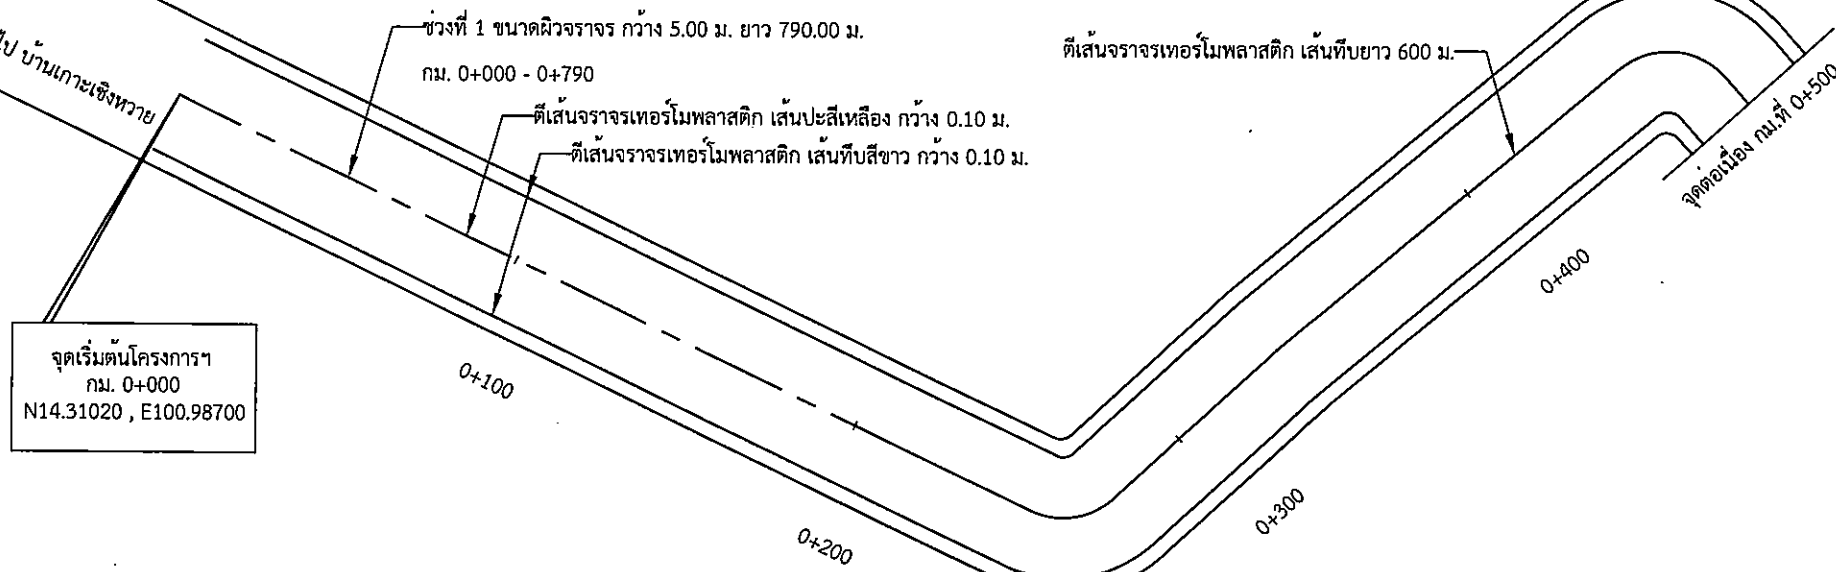 ช่วงที่ 1 ขนาดผิวจราจร กว้าง 5.00 ม. ยาว 790.00 ม.
กม. 0+000 - 0+790
ตีเส้นจราจรเทอร์โมพลาสติก เส้นทึบยาว 600 ม.
ไป บ้านเกาะเชิงหวาย
ตีเส้นจราจรเทอร์โมพลาสติก เส้นปะสีเหลือง กว้าง 0.10 ม.
ตีเส้นจราจรเทอร์โมพลาสติก เส้นทึบสีขาว กว้าง 0.10 ม.
จุดต่อเนื่อง กม.ที่ 0+500
0+400
จุดเริ่มต้นโครงการฯ
กม. 0+000
N14.31020 , E100.98700
0+100
0+300
0+200